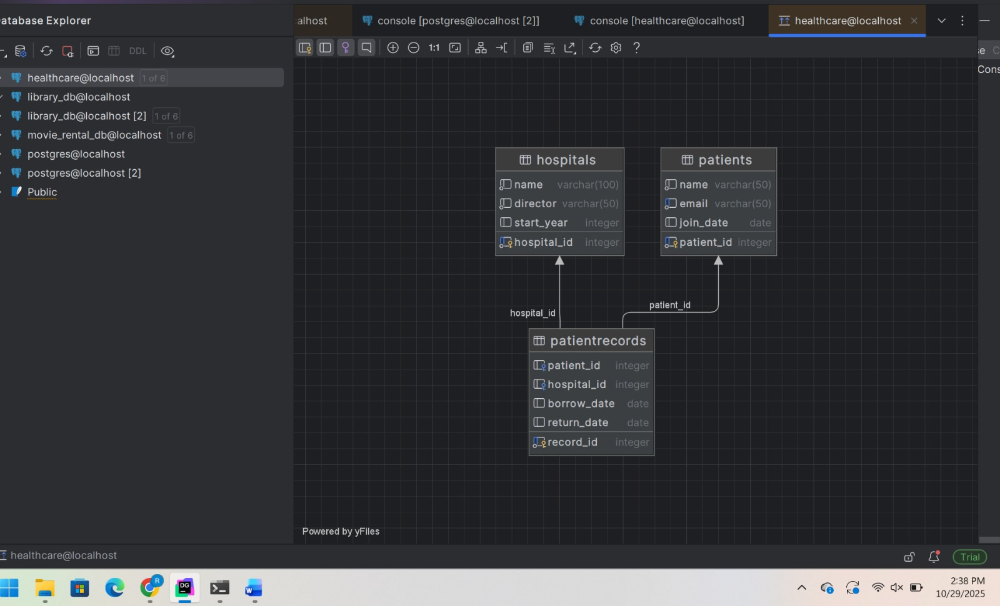 atabase Explorer
alhost
console [postgres@localhost [2]]
console [healthcare@localhost]
healthcare@localhost
DDL
1:1
?
se
Cons
healthcare@localhost 1 of 6
library_db@localhost
library_db@localhost [2] 1 of 6
movie_rental_db@localhost 1 of 6
postgres@localhost
postgres@localhost [2]
Public
hospitals
name varchar(100)
director varchar(50)
start_year integer
hospital_id integer
patients
name varchar(50)
email varchar(50)
join_date date
patient_id integer
hospital_id
patient_id
patientrecords
patient_id integer
hospital_id integer
borrow_date date
return_date date
record_id integer
Powered by yFiles
healthcare@localhost
Trial
R
DG
W
2:38 PM
10/29/2025